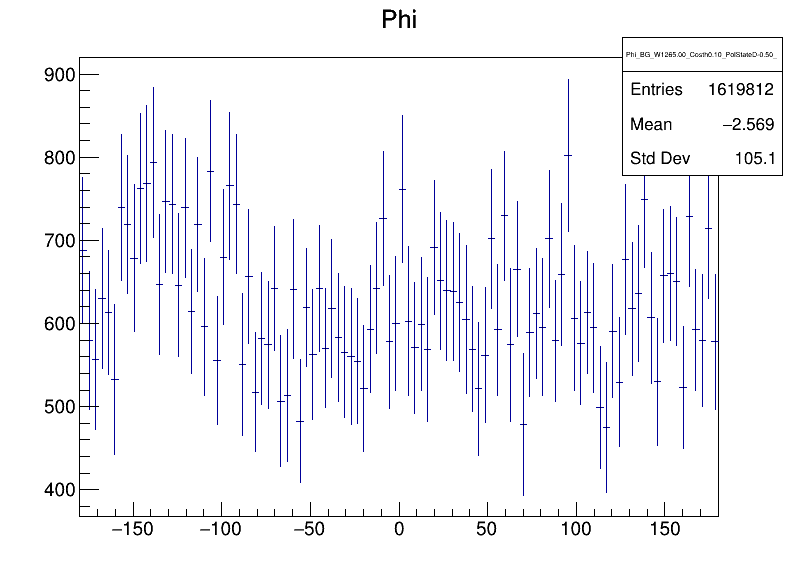 Phi
Phi_BG_W1265.00_Costh0.10_PolStateD-0.50_
Entries 1619812
Mean −2.569
Std Dev 105.1
900
800
700
600
500
400
−150 −100 −50 0 50 100 150